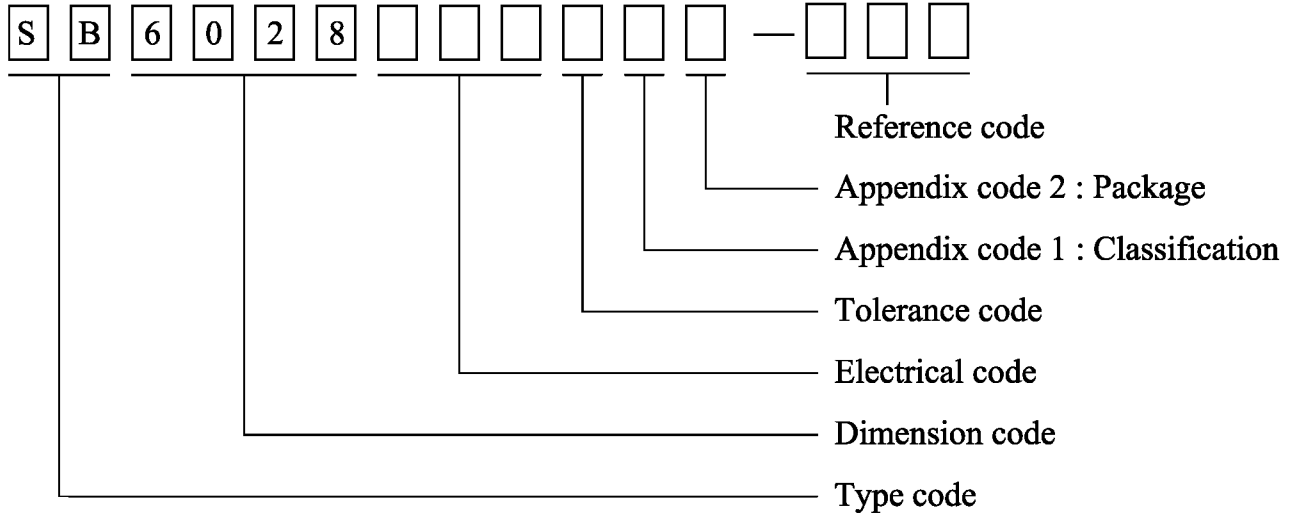 S B 6 0 2 8 —
Reference code
Appendix code 2 : Package
Appendix code 1 : Classification
Tolerance code
Electrical code
Dimension code
Type code